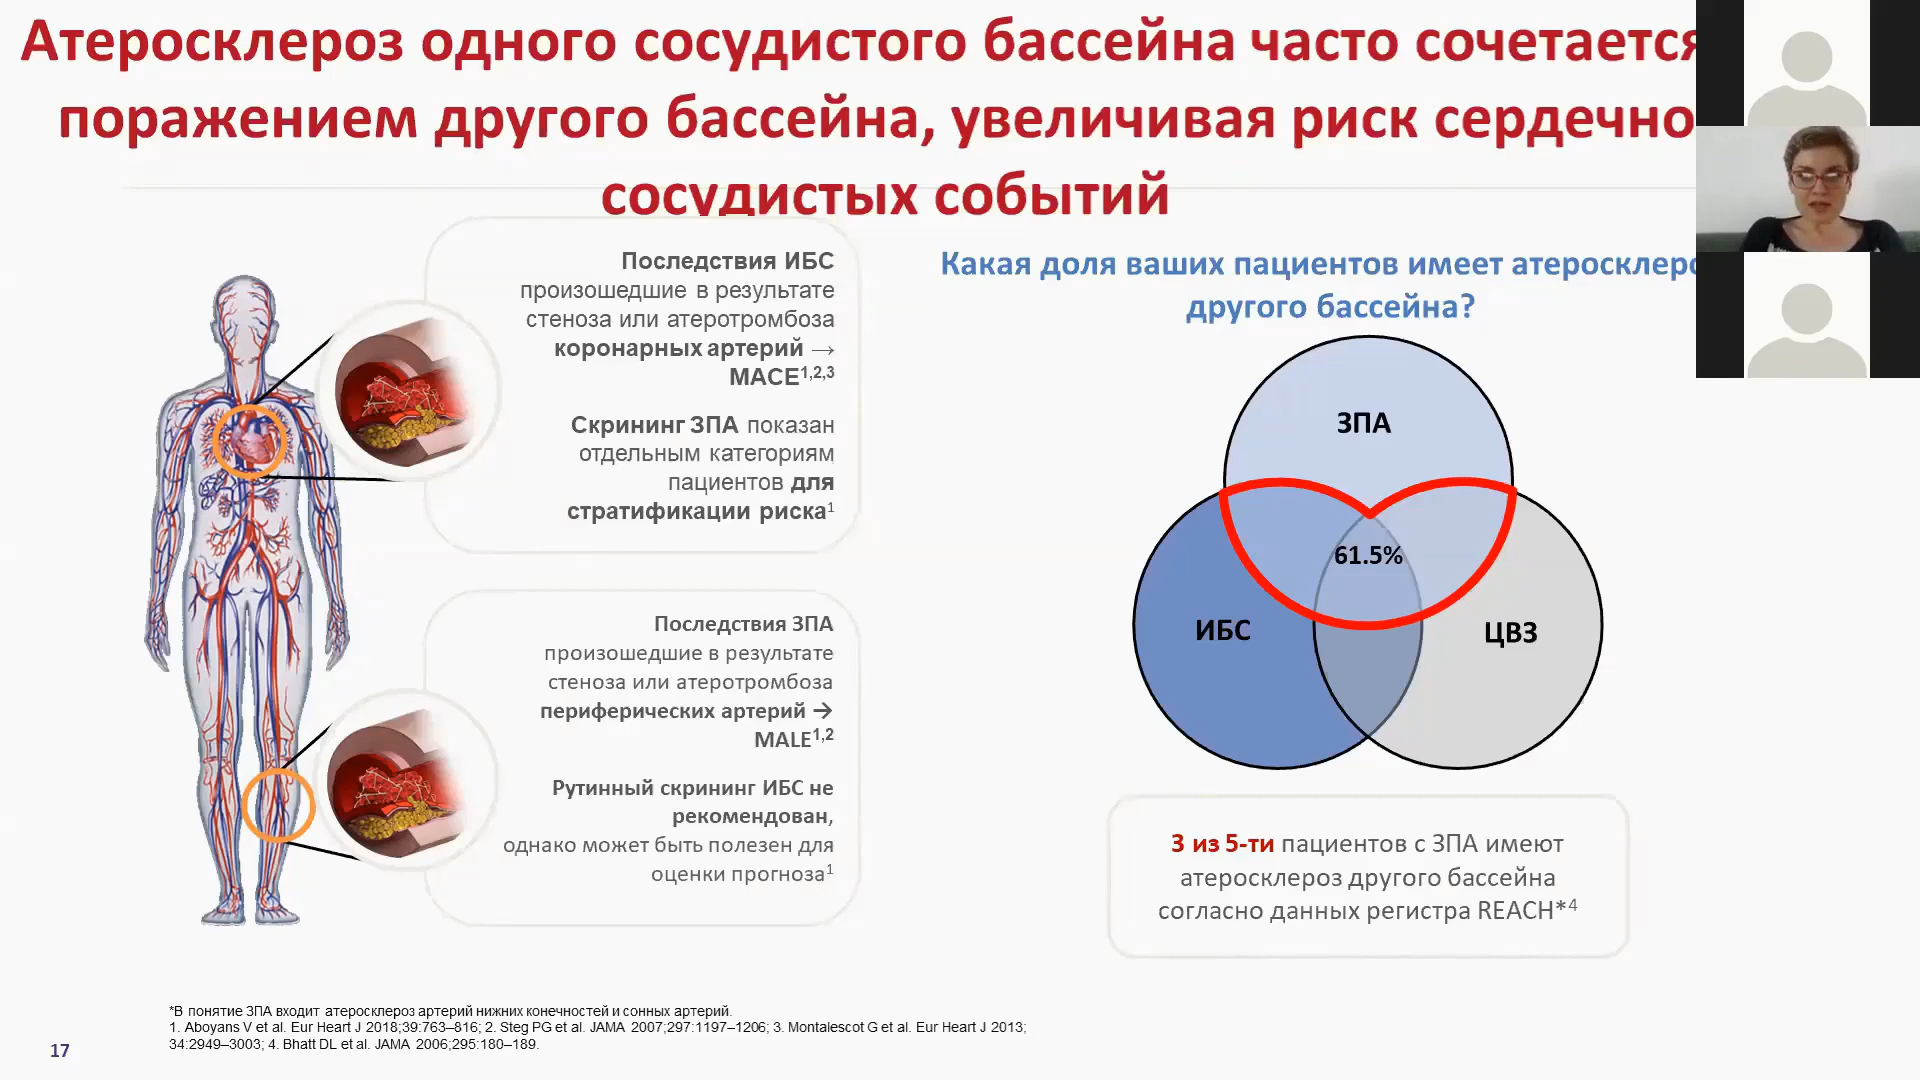 Атеросклероз одного сосудистого бассейна часто сочетается
поражением другого бассейна, увеличивая риск сердечно
сосудистых событий
Последствия ИБС
произошедшие в результате
стеноза или атеротромбоза
коронарных артерий →
MACE1,2,3
Скрининг ЗПА показан
отдельным категориям
пациентов для
стратификации риска1
Последствия ЗПА
произошедшие в результате
стеноза или атеротромбоза
периферических артерий →
MALE1,2
Рутинный скрининг ИБС не
рекомендован,
однако может быть полезен для
оценки прогноза1
Какая доля ваших пациентов имеет атеросклеро
другого бассейна?
ЗПА
61.5%
ИБС
ЦВЗ
3 из 5-ти пациентов с ЗПА имеют
атеросклероз другого бассейна
согласно данных регистра REACH*4
*В понятие ЗПА входит атеросклероз артерий нижних конечностей и сонных артерий.
1. Aboyans V et al. Eur Heart J 2018;39:763–816; 2. Steg PG et al. JAMA 2007;297:1197–1206; 3. Montalescot G et al. Eur Heart J 2013;
34:2949–3003; 4. Bhatt DL et al. JAMA 2006;295:180–189.
17